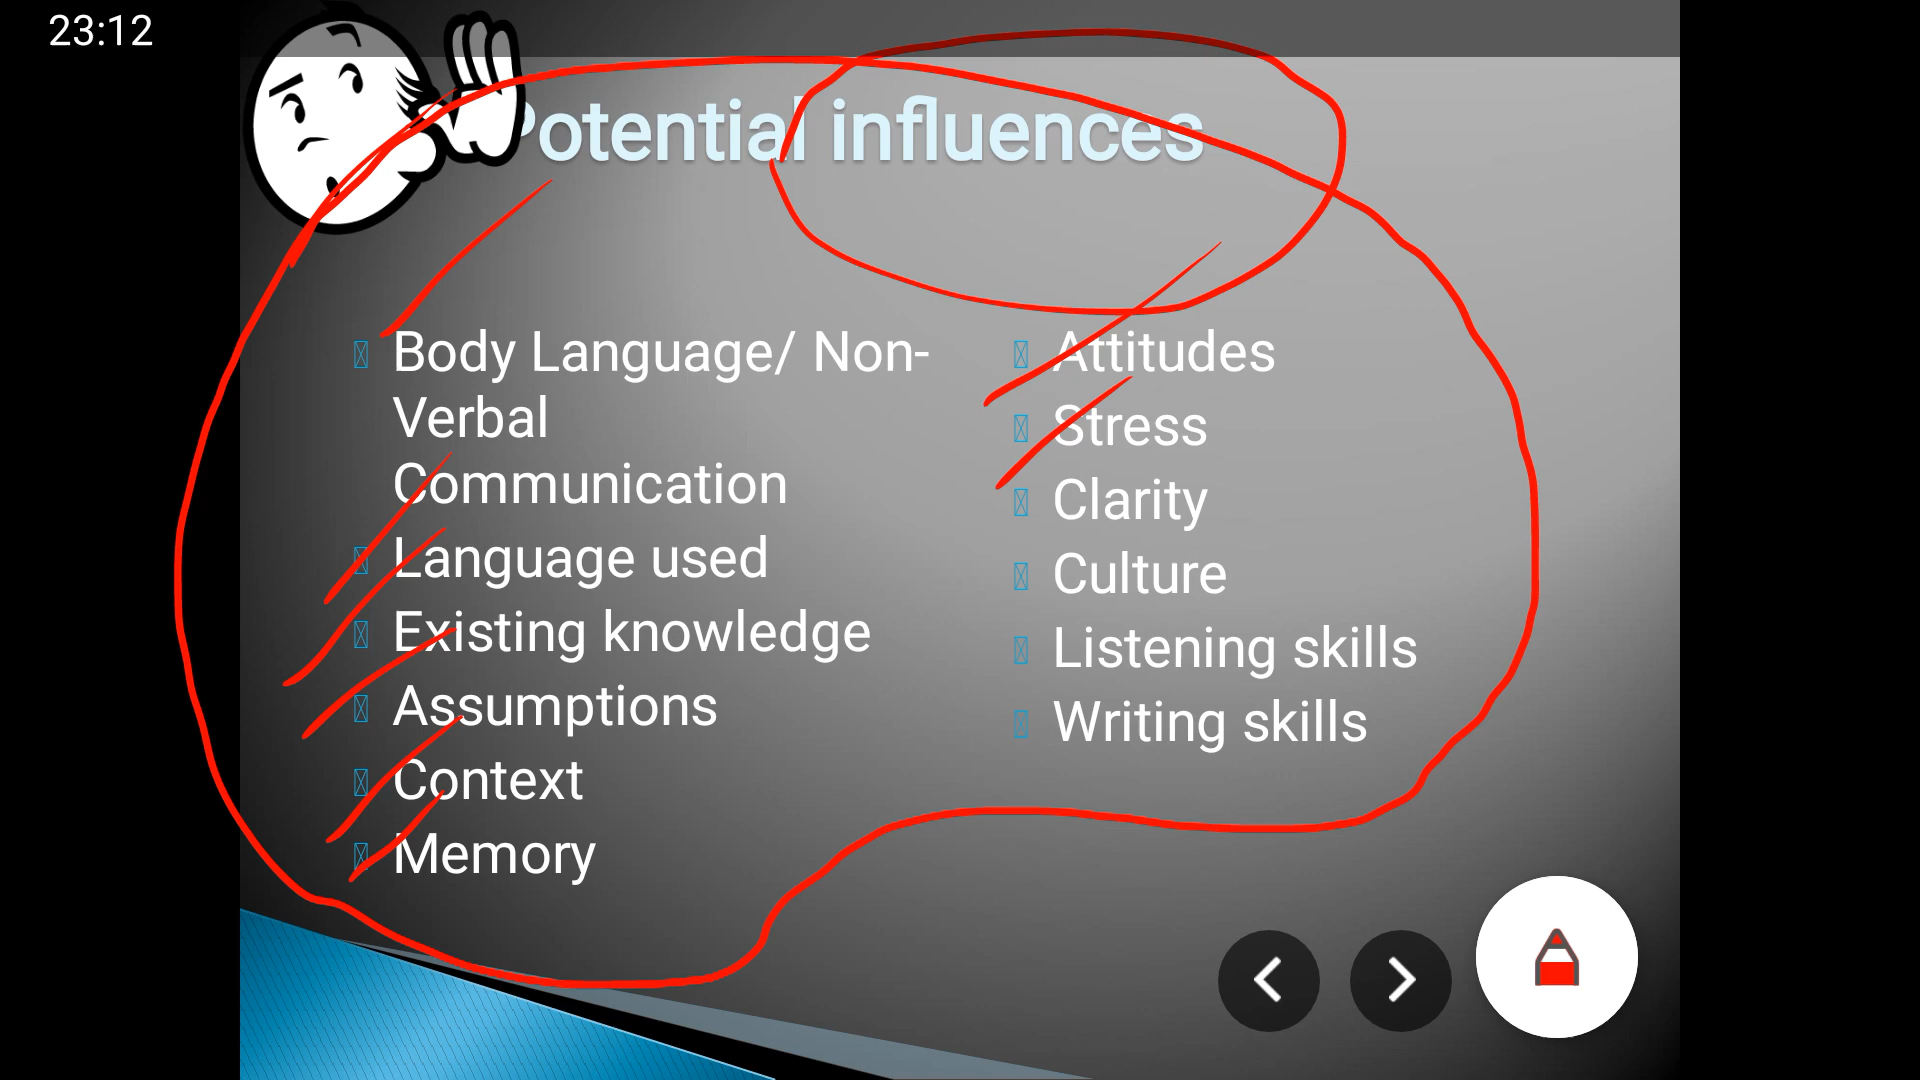 23:12
Potential influences
Body Language/ Non-
Verbal
Communication
Language used
Existing knowledge
Assumptions
Context
Memory
Attitudes
Stress
Clarity
Culture
Listening skills
Writing skills